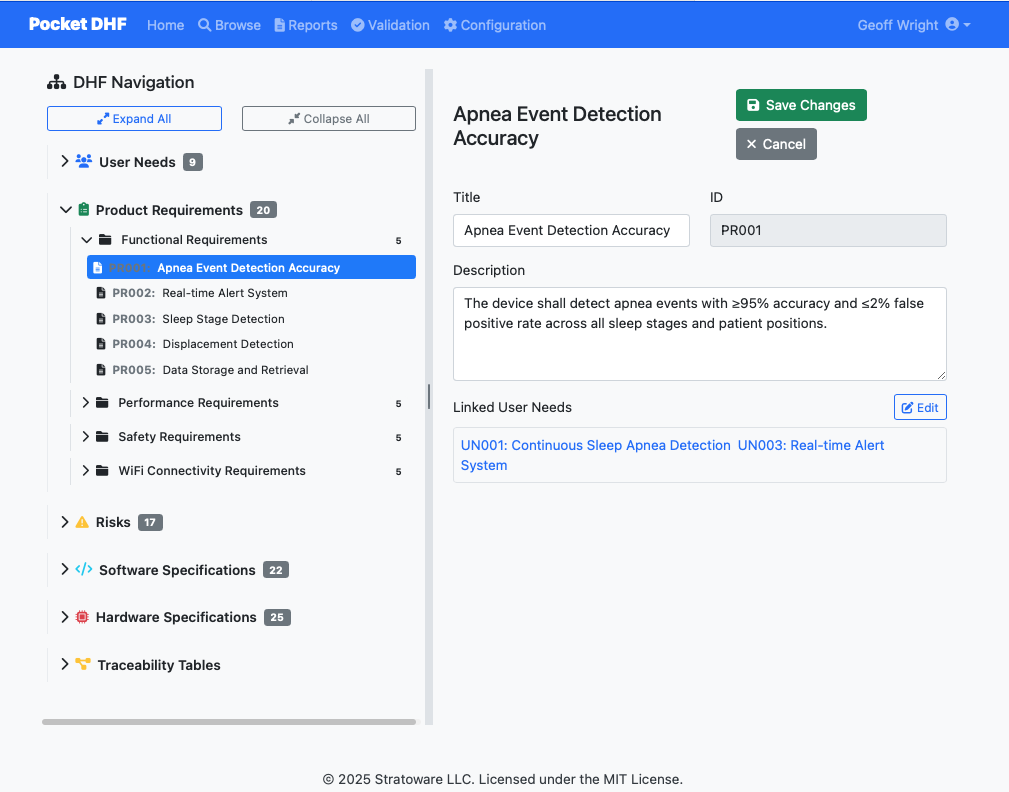 Pocket DHF Home Browse Reports Validation Configuration Geoff Wright
DHF Navigation
Expand All Collapse All
User Needs 9
Product Requirements 20
Functional Requirements 5
PR001: Apnea Event Detection Accuracy
PR002: Real-time Alert System
PR003: Sleep Stage Detection
PR004: Displacement Detection
PR005: Data Storage and Retrieval
Performance Requirements 5
Safety Requirements 5
WiFi Connectivity Requirements 5
Risks 17
Software Specifications 22
Hardware Specifications 25
Traceability Tables
Apnea Event Detection
Accuracy
Save Changes
Cancel
Title ID
Apnea Event Detection Accuracy PR001
Description
The device shall detect apnea events with ≥95% accuracy and ≤2% false
positive rate across all sleep stages and patient positions.
Linked User Needs Edit
UN001: Continuous Sleep Apnea Detection UN003: Real-time Alert
System
© 2025 Stratoware LLC. Licensed under the MIT License.